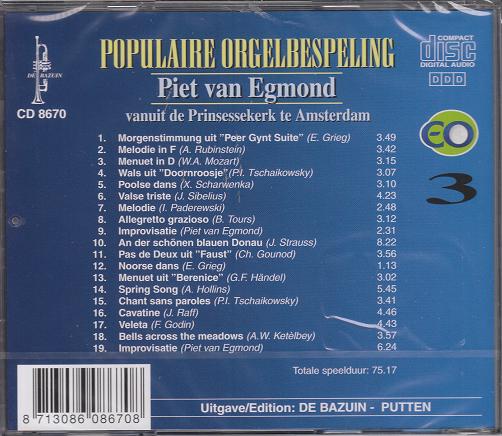 POPULAIRE ORGELBESPELING
DE BAZUIN
CD 8670
Piet van Egmond
vanuit de Prinsessekerk te Amsterdam
COMPACT
disc
DIGITAL AUDIO
DDD
EO
3
1. Morgenstimmung uit "Peer Gynt Suite" (E. Grieg) 3.49
2. Melodie in F (A. Rubinstein) 3.42
3. Menuet in D (W.A. Mozart) 3.15
4. Wals uit "Doornroosje" (P.I. Tschaikowsky) 3.07
5. Poolse dans (X. Scharwenka) 3.10
6. Valse triste (J. Sibelius) 4.23
7. Melodie (I. Paderewski) 2.48
8. Allegretto grazioso (B. Tours) 3.12
9. Improvisatie (Piet van Egmond) 2.31
10. An der schönen blauen Donau (J. Strauss) 8.22
11. Pas de Deux uit "Faust" (Ch. Gounod) 3.56
12. Noorse dans (E. Grieg) 1.13
13. Menuet uit "Berenice" (G.F. Händel) 3.02
14. Spring Song (A. Hollins) 5.45
15. Chant sans paroles (P.I. Tschaikowsky) 3.41
16. Cavatine (J. Raff) 4.46
17. Veleta (F. Godin) 4.43
18. Bells across the meadows (A.W. Ketèlbey) 3.57
19. Improvisatie (Piet van Egmond) 6.24
Totale speelduur: 75.17
8 713086 086708
Uitgave/Edition: DE BAZUIN - PUTTEN